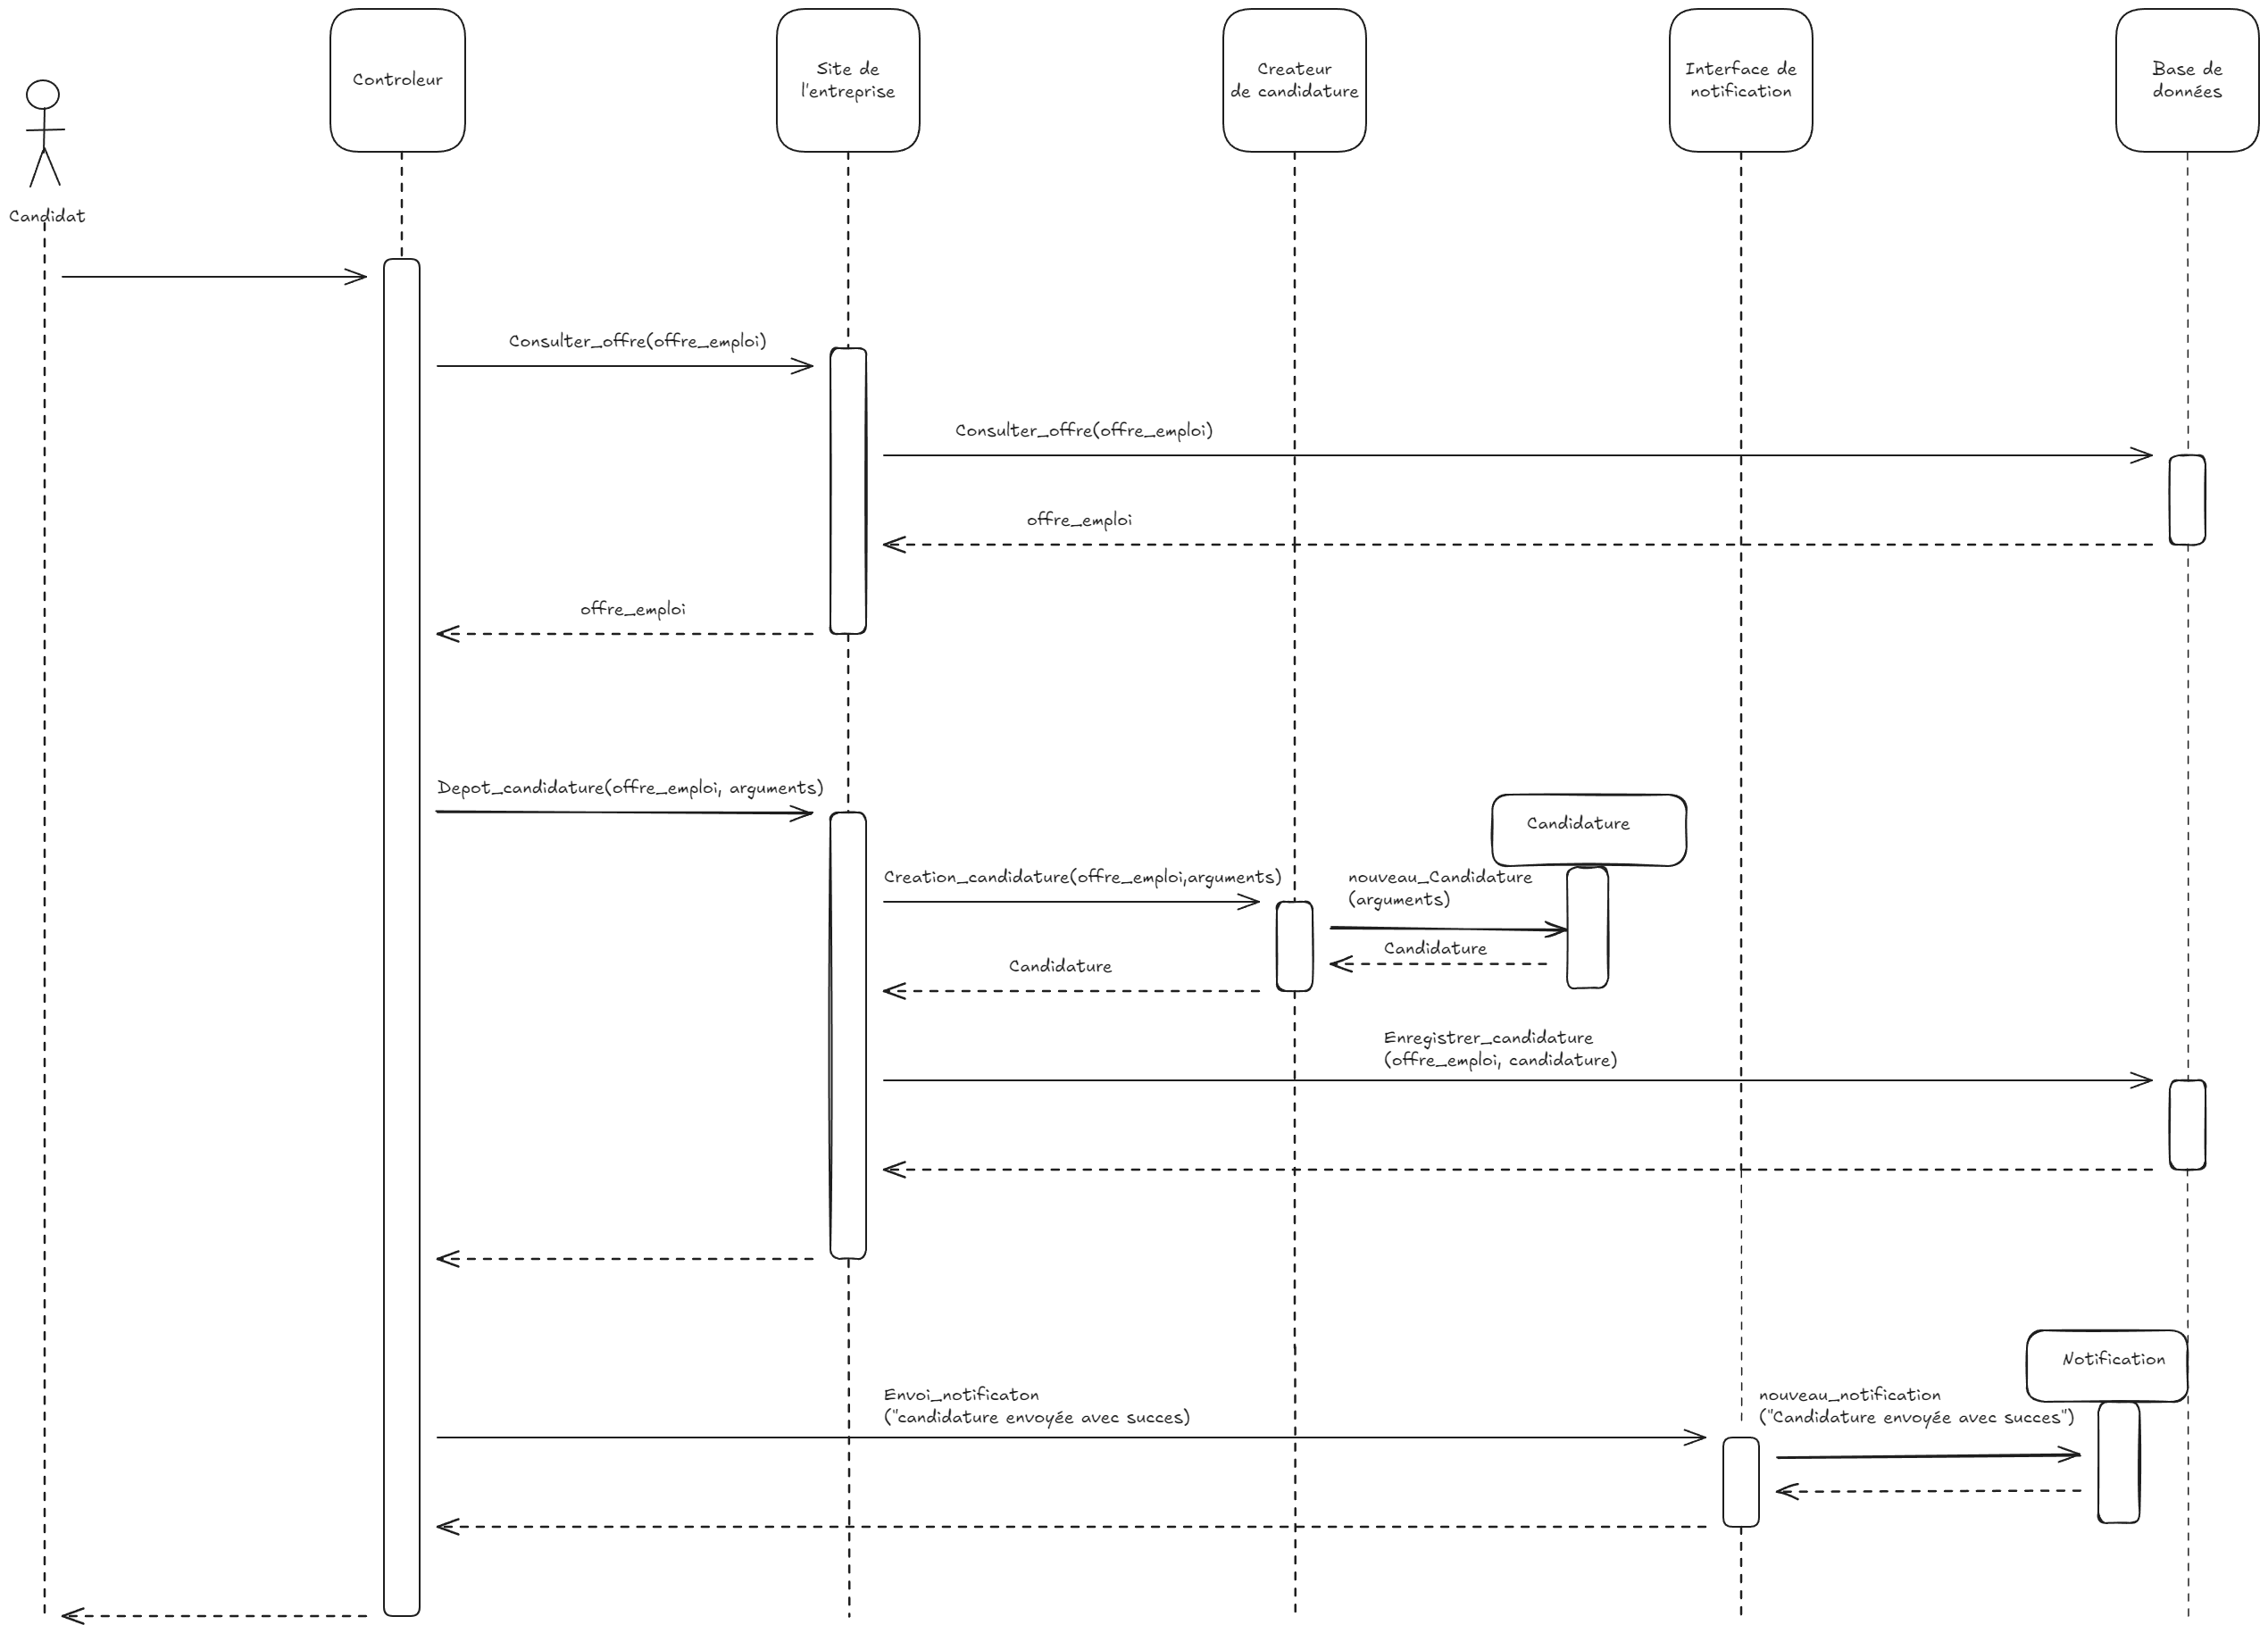 Controleur
Site de
l'entreprise
Createur
de candidature
Interface de
notification
Base de
données
Candidat
Consulter_offre(offre_emploi)
Consulter_offre(offre_emploi)
offre_emploi
offre_emploi
Depot_candidature(offre_emploi, arguments)
Candidature
Creation_candidature(offre_emploi,arguments)
nouveau_Candidature
(arguments)
Candidature
Candidature
Enregistrer_candidature
(offre_emploi, candidature)
Notification
Envoi_notificaton
("candidature envoyée avec succes)
nouveau_notification
("Candidature envoyée avec succes")